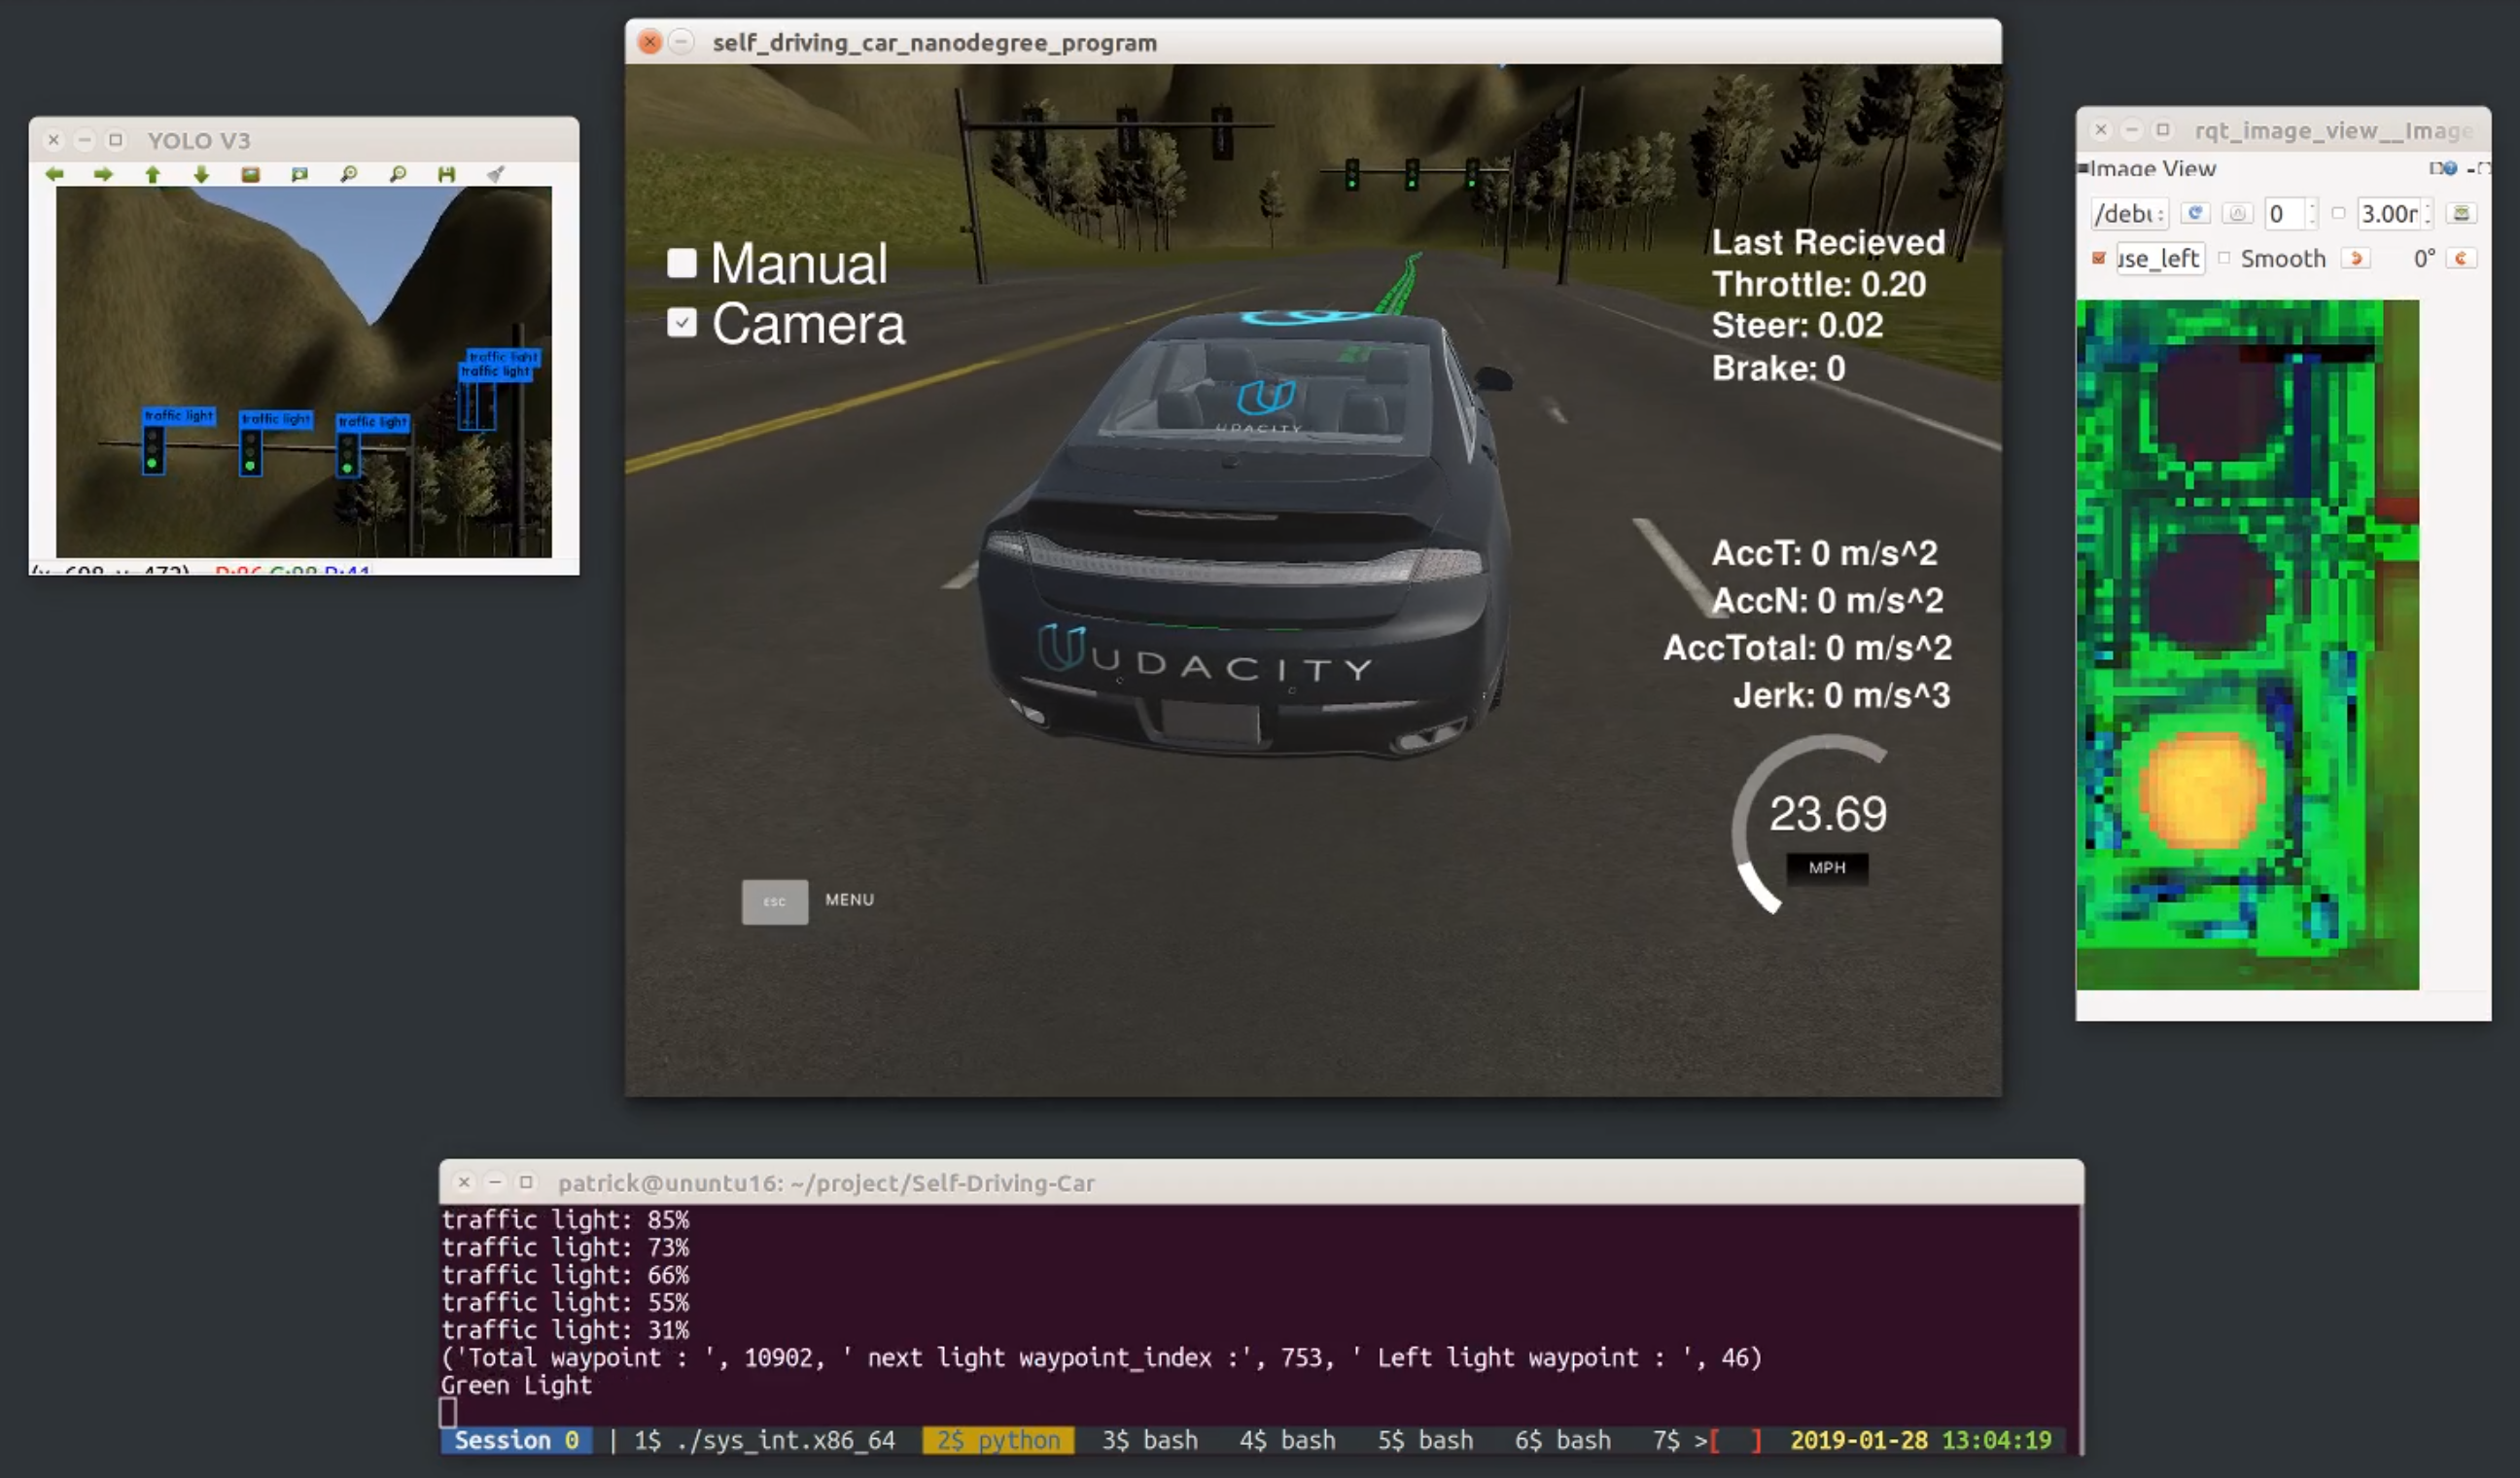 self_driving_car_nanodegree_program
YOLO V3
traffic light
traffic light
traffic light
traffic light
traffic light
Manual
Camera
Last Recieved
Throttle: 0.20
Steer: 0.02
Brake: 0
UDACITY
UDACITY
AccT: 0 m/s^2
AccN: 0 m/s^2
AccTotal: 0 m/s^2
Jerk: 0 m/s^3
23.69
MPH
ESC MENU
rqt_image_view__Image
Image View
/debu 0 3.00m
use_left Smooth 0°
patrick@ununtu16: ~/project/Self-Driving-Car
traffic light: 85%
traffic light: 73%
traffic light: 66%
traffic light: 55%
traffic light: 31%
('Total waypoint : ', 10902, ' next light waypoint_index :', 753, ' Left light waypoint : ', 46)
Green Light
Session 0 | 1$ ./sys_int.x86_64 2$ python 3$ bash 4$ bash 5$ bash 6$ bash 7$ >[ ] 2019-01-28 13:04:19